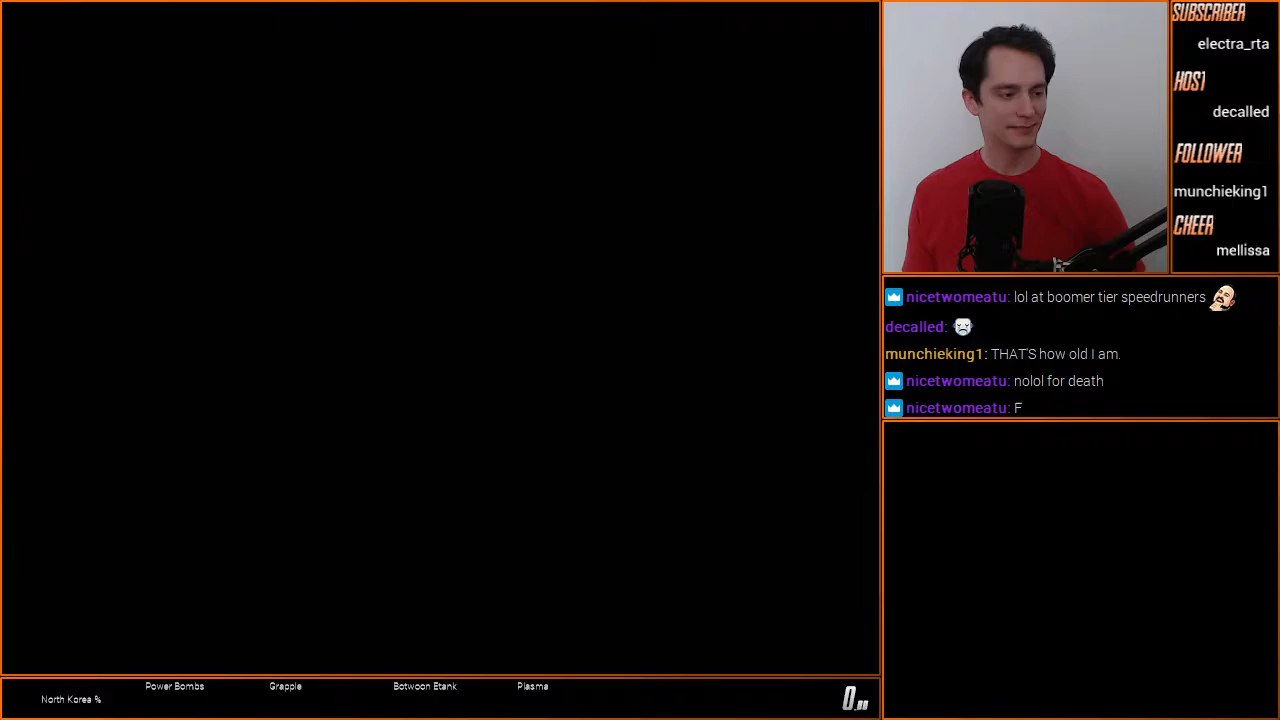 SUBSCRIBER
electra_rta
HOST
decalled
FOLLOWER
munchieking1
CHEER
mellissa
nicetwomeatu: lol at boomer tier speedrunners
decalled:
munchieking1: THAT'S how old I am.
nicetwomeatu: nolol for death
nicetwomeatu: F
North Korea %
Power Bombs
Grapple
Botwoon Etank
Plasma
0.00